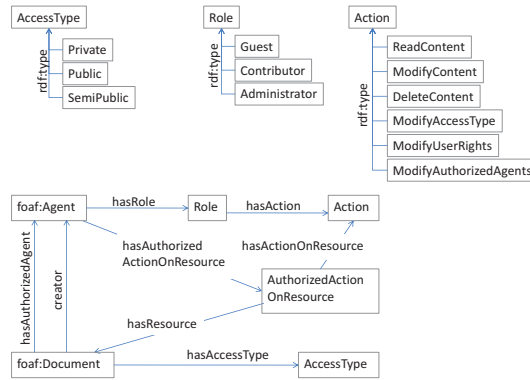 AccessType
Role
Action
rdf:type
Private
Public
SemiPublic
rdf:type
Guest
Contributor
Administrator
rdf:type
ReadContent
ModifyContent
DeleteContent
ModifyAccessType
ModifyUserRights
ModifyAuthorizedAgents
foaf:Agent
hasRole
Role
hasAction
Action
hasAuthorizedAgent
creator
hasAuthorized
ActionOnResource
hasActionOnResource
AuthorizedAction
OnResource
hasResource
foaf:Document
hasAccessType
AccessType